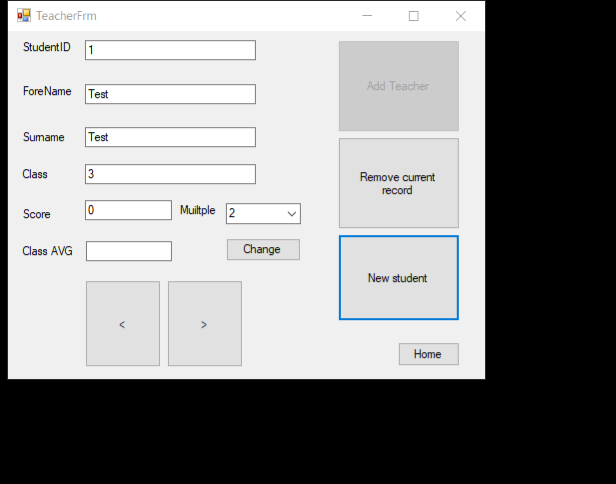 TeacherFrm
StudentID 1
ForeName Test
Surname Test
Class 3
Score 0 Muiltple 2
Class AVG Change
< >
Add Teacher
Remove current
record
New student
Home